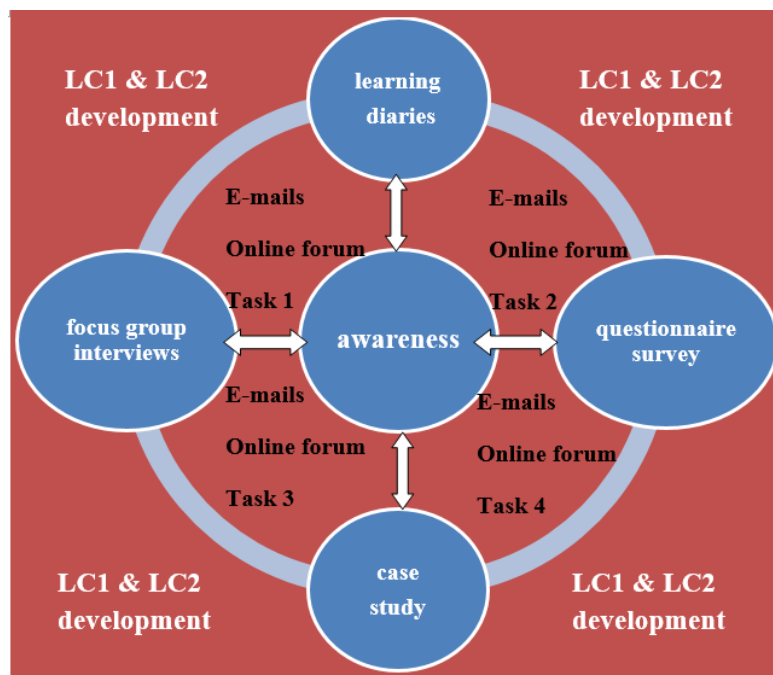 LC1 & LC2
development
learning
diaries
LC1 & LC2
development
E-mails
Online forum
Task 1
E-mails
Online forum
Task 2
focus group
interviews
awareness
questionnaire
survey
E-mails
Online forum
Task 3
E-mails
Online forum
Task 4
LC1 & LC2
development
case
study
LC1 & LC2
development